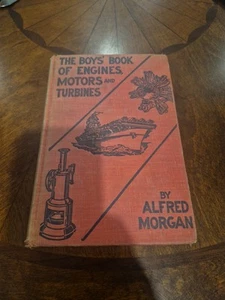 THE BOYS' BOOK
OF ENGINES,
MOTORS AND
TURBINES
BY
ALFRED
MORGAN